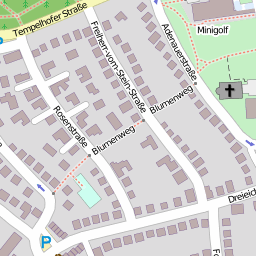 Tempelhofer Straße
Freiherr-vom-Stein-Straße
Adenauerstraße
Minigolf
Blumenweg
Rosenstraße
Blumenweg
Dreieich
P